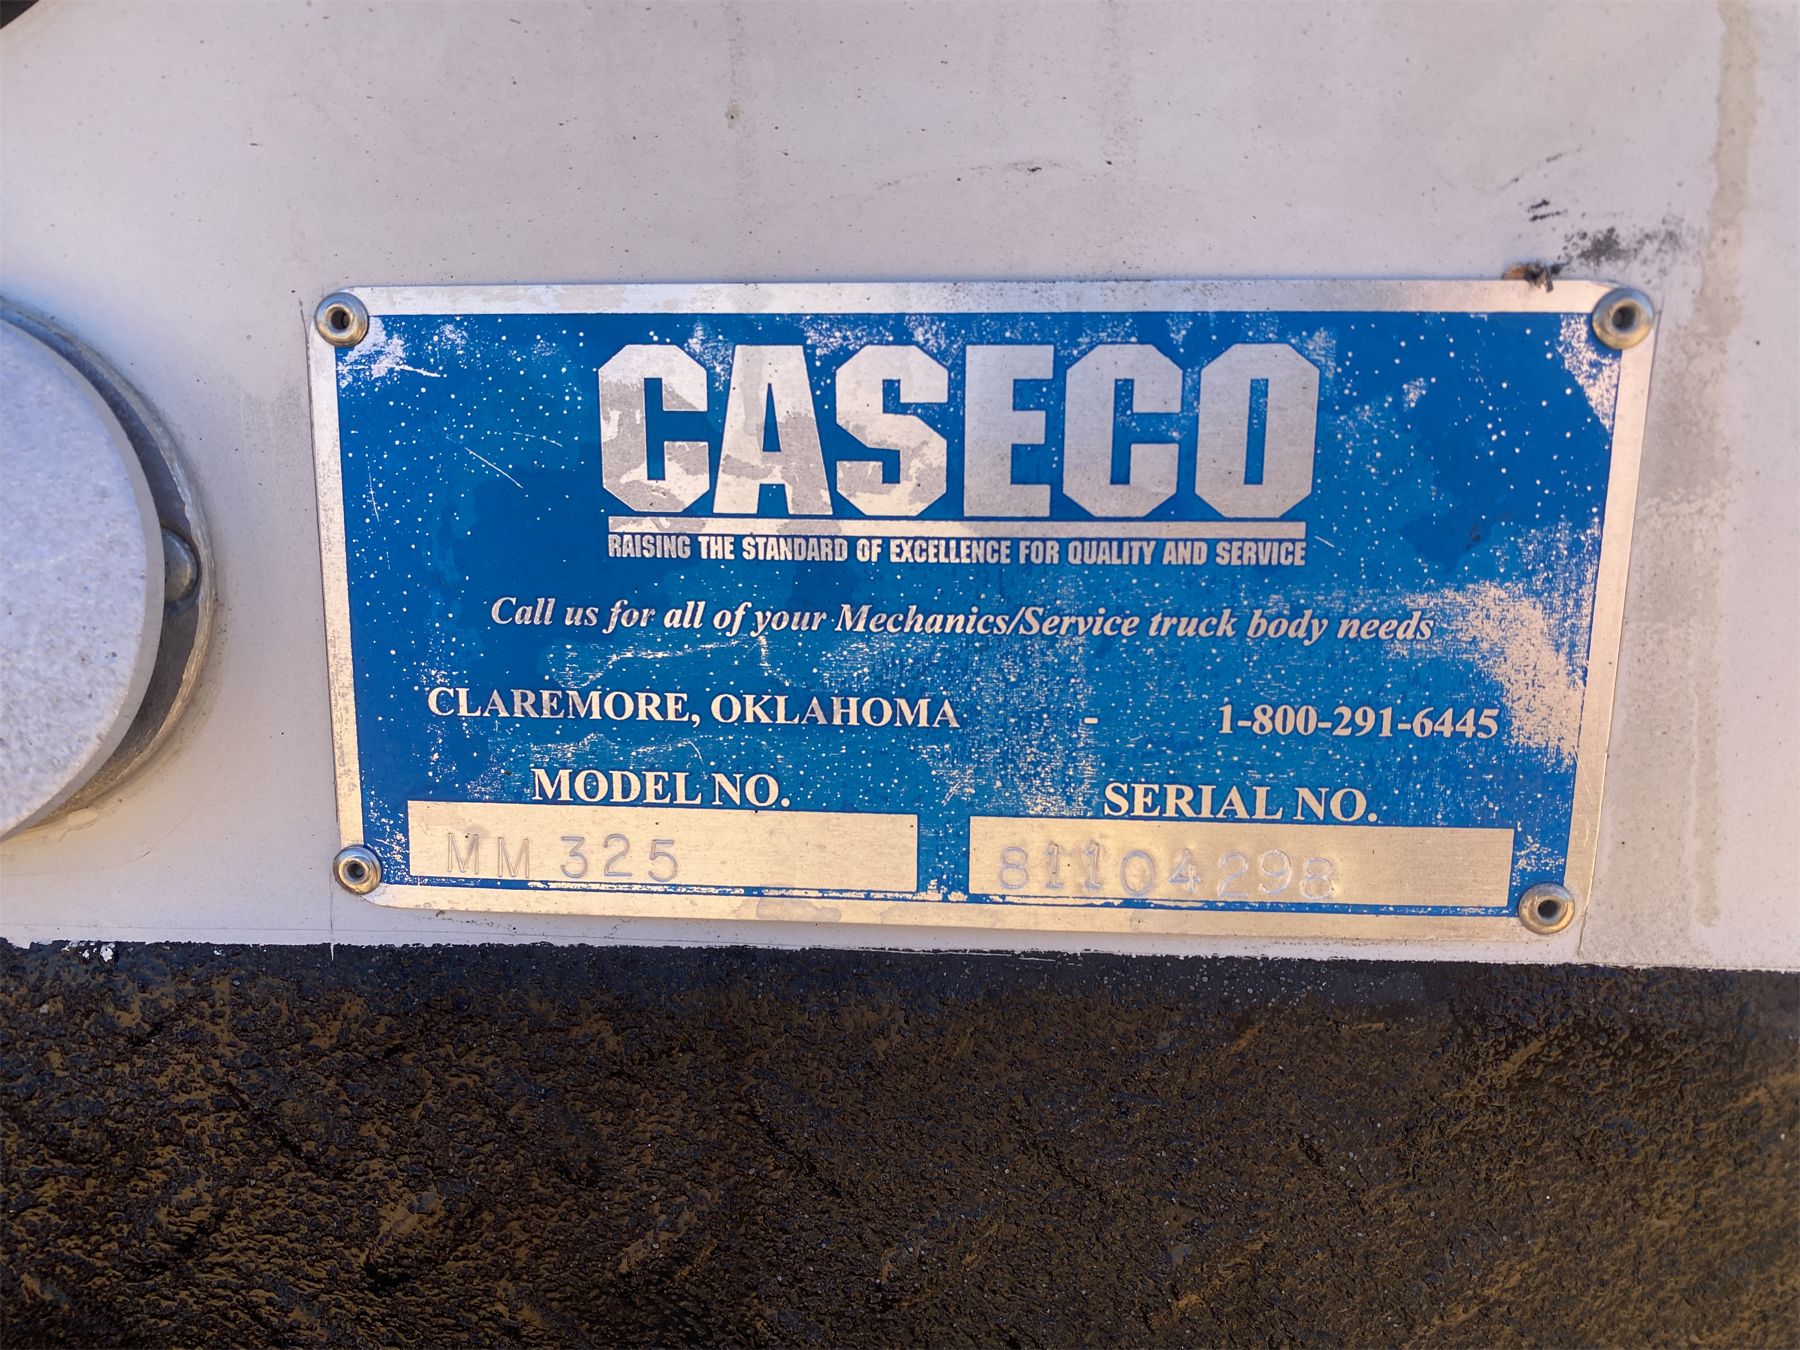 CASECO
RAISING THE STANDARD OF EXCELLENCE FOR QUALITY AND SERVICE
Call us for all of your Mechanics/Service truck body needs
CLAREMORE, OKLAHOMA - 1-800-291-6445
MODEL NO. SERIAL NO.
MM 325 81104298